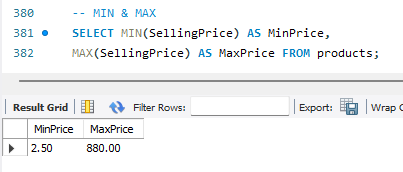 380 -- MIN & MAX
381 SELECT MIN(SellingPrice) AS MinPrice,
382 MAX(SellingPrice) AS MaxPrice FROM products;
Result Grid Filter Rows: Export: Wrap C
MinPrice MaxPrice
2.50 880.00